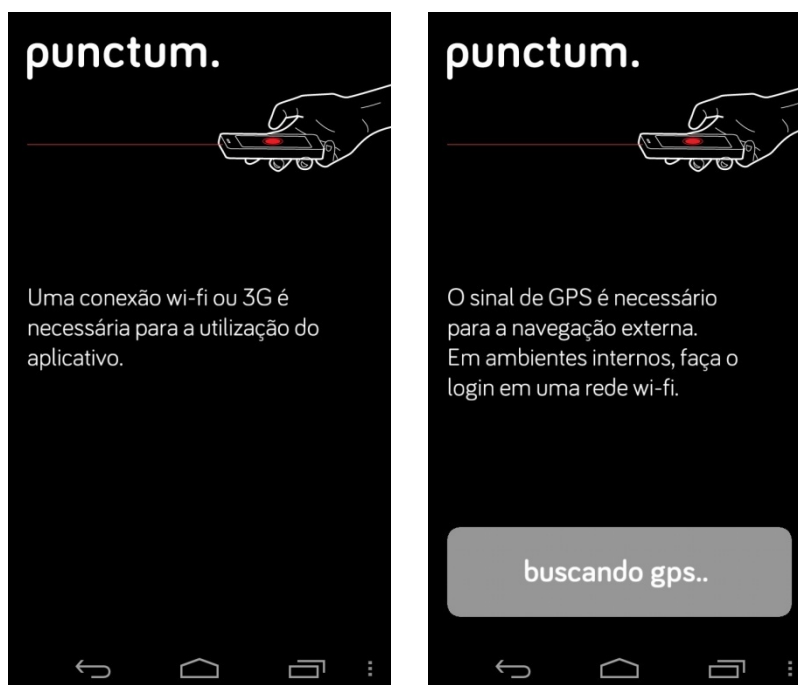 punctum.
Uma conexão wi-fi ou 3G é
necessária para a utilização do
aplicativo.
punctum.
O sinal de GPS é necessário
para a navegação externa.
Em ambientes internos, faça o
login em uma rede wi-fi.
buscando gps..